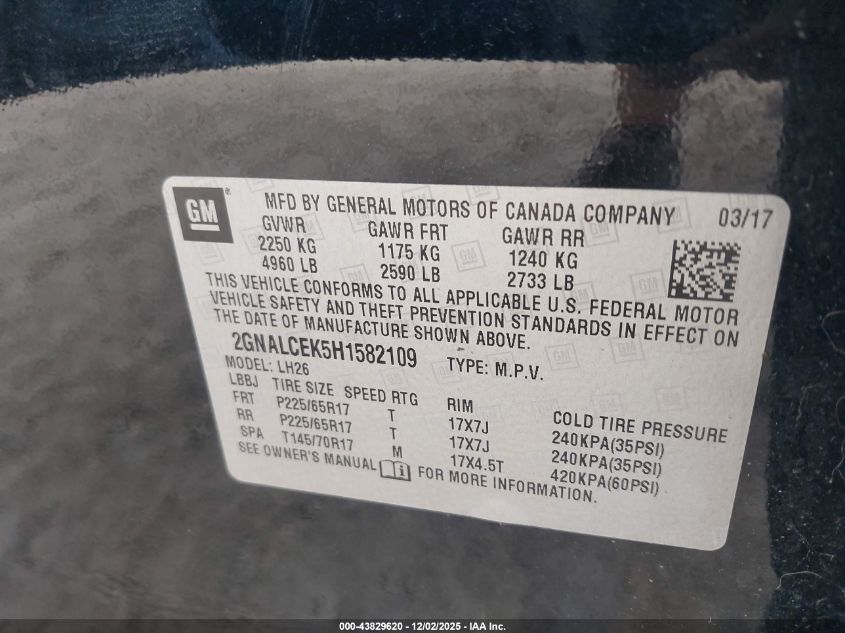 GM ®
MFD BY GENERAL MOTORS OF CANADA COMPANY 03/17
GVWR GAWR FRT GAWR RR
2250 KG 1175 KG 1240 KG
4960 LB 2590 LB 2733 LB
THIS VEHICLE CONFORMS TO ALL APPLICABLE U.S. FEDERAL MOTOR
VEHICLE SAFETY AND THEFT PREVENTION STANDARDS IN EFFECT ON
THE DATE OF MANUFACTURE SHOWN ABOVE.
2GNALCEK5H1582109 TYPE: M.P.V.
MODEL: LH26
LBBJ TIRE SIZE SPEED RTG RIM COLD TIRE PRESSURE
FRT P225/65R17 T 17X7J 240KPA(35PSI)
RR P225/65R17 T 17X7J 240KPA(35PSI)
SPA T145/70R17 M 17X4.5T 420KPA(60PSI)
SEE OWNER'S MANUAL FOR MORE INFORMATION.
000-43829620 - 12/02/2025 - IAA Inc.